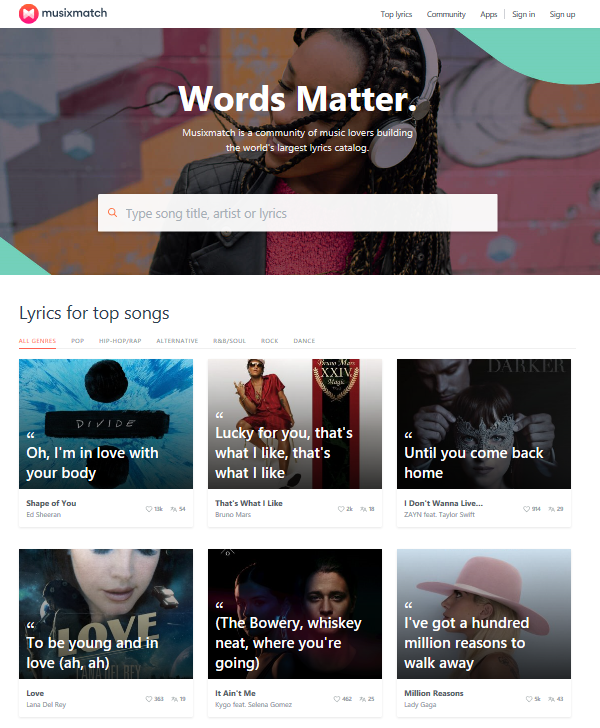 musixmatch
Top lyrics Community Apps Sign in Sign up
Words Matter.
Musixmatch is a community of music lovers building
the world's largest lyrics catalog.
Type song title, artist or lyrics
Lyrics for top songs
ALL GENRES POP HIP-HOP/RAP ALTERNATIVE R&B/SOUL ROCK DANCE
DIVIDE
“
Oh, I'm in love with
your body
Shape of You
Ed Sheeran
13k 54
Bruno Mars
XXIV
Magic
“
Lucky for you, that's
what I like, that's
what I like
That's What I Like
Bruno Mars
2k 18
DARKER
“
Until you come back
home
I Don't Wanna Live...
ZAYN feat. Taylor Swift
914 29
LOVE
LANA DEL REY
“
To be young and in
love (ah, ah)
Love
Lana Del Rey
363 19
“
(The Bowery, whiskey
neat, where you're
going)
It Ain't Me
Kygo feat. Selena Gomez
462 25
“
I've got a hundred
million reasons to
walk away
Million Reasons
Lady Gaga
5k 43